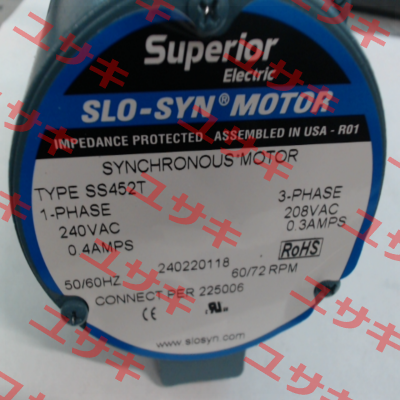 Superior
Electric
SLO-SYN® MOTOR
IMPEDANCE PROTECTED ASSEMBLED IN USA - R01
SYNCHRONOUS MOTOR
TYPE SS452T
1-PHASE 3-PHASE
240VAC 208VAC
0.4AMPS 0.3AMPS
RoHS
240220118
50/60HZ 60/72 RPM
CONNECT PER 225006
CE
www.slosyn.com
ユサキ
ユサキ
ユサキ
ユサキ
ユサキ